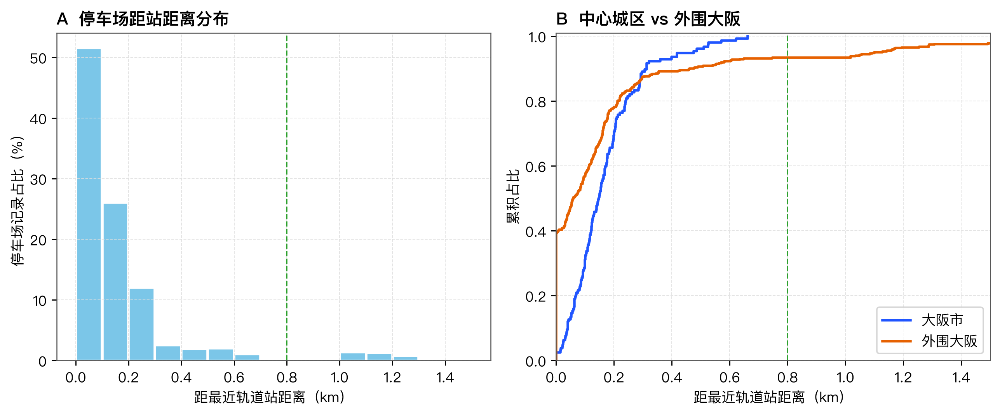 A 停车场距站距离分布
50
40
30
20
10
0
停车场记录占比（%）
0.0 0.2 0.4 0.6 0.8 1.0 1.2 1.4
距最近轨道站距离（km）
B 中心城区 vs 外围大阪
1.0
0.8
0.6
0.4
0.2
0.0
累积占比
大阪市
外围大阪
0.0 0.2 0.4 0.6 0.8 1.0 1.2 1.4
距最近轨道站距离（km）